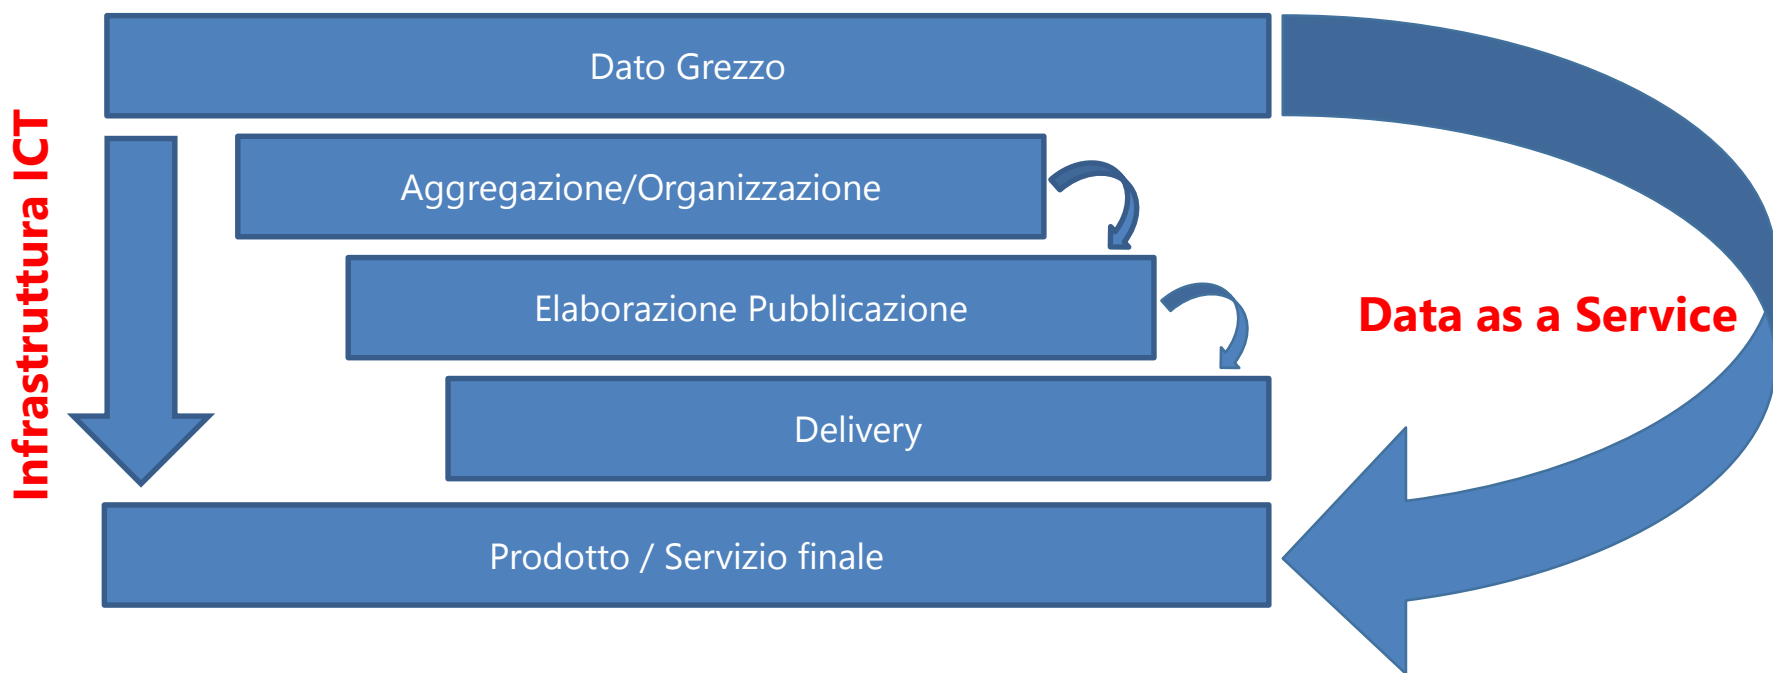 Dato Grezzo
Infrastruttura ICT
Aggregazione/Organizzazione
Elaborazione Pubblicazione
Data as a Service
Delivery
Prodotto / Servizio finale